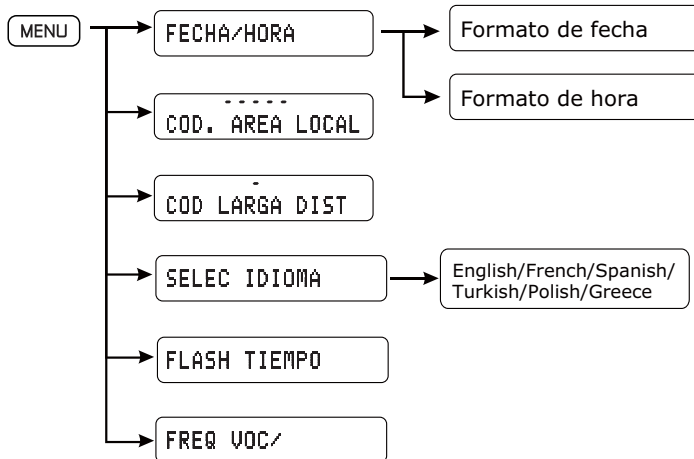 MENU
FECHA/HORA
Formato de fecha
Formato de hora
- - - - -
COD. AREA LOCAL
-
COD LARGA DIST
SELEC IDIOMA
English/French/Spanish/
Turkish/Polish/Greece
FLASH TIEMPO
FREQ VOC/